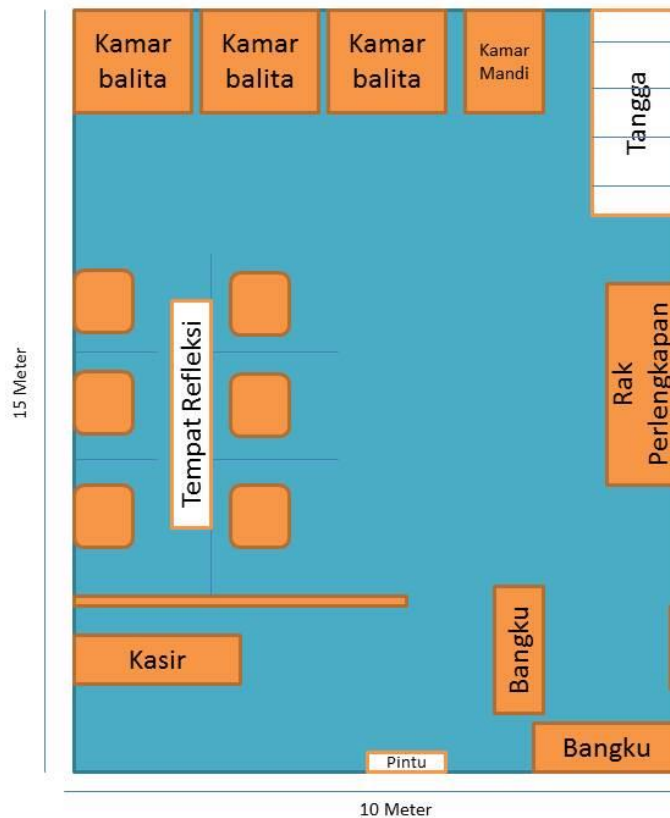 Kamar
balita
Kamar
balita
Kamar
balita
Kamar
Mandi
Tangga
15 Meter
Tempat Refleksi
Rak
Perlengkapan
Kasir
Bangku
Bangku
Pintu
10 Meter